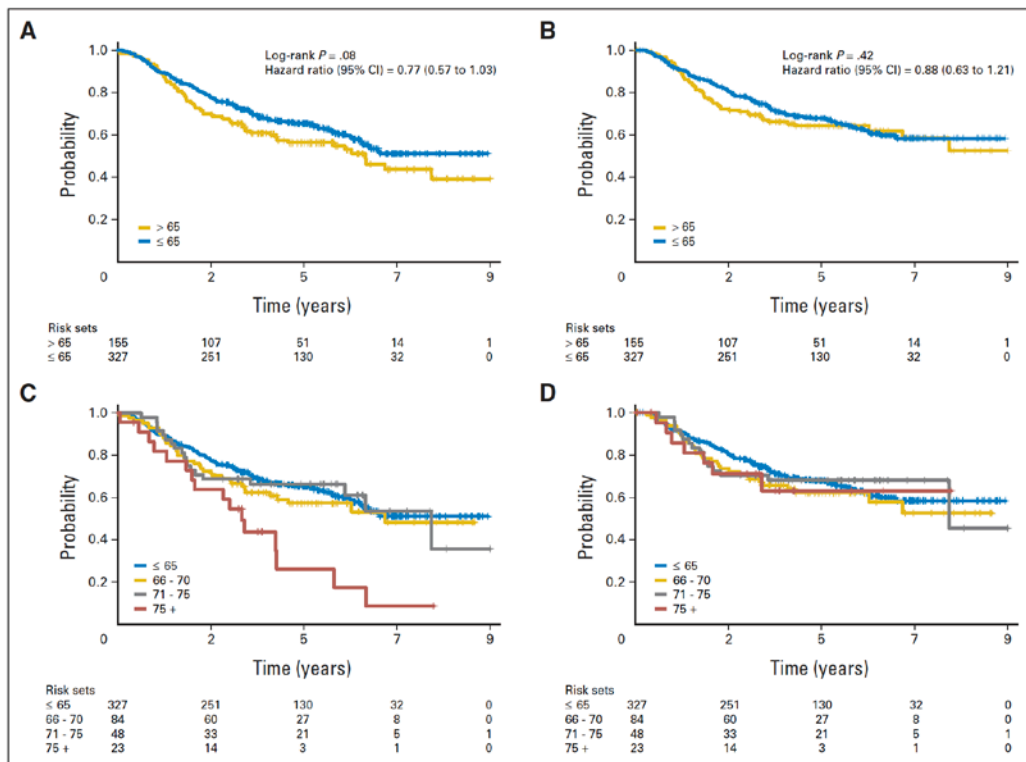 A
1.0
0.8
0.6
0.4
0.2
Probability
Log-rank P = .08
Hazard ratio (95% CI) = 0.77 (0.57 to 1.03)
> 65
≤ 65
0 2 5 7 9
Time (years)
Risk sets
> 65 155 107 51 14 1
≤ 65 327 251 130 32 0
B
1.0
0.8
0.6
0.4
0.2
Probability
Log-rank P = .42
Hazard ratio (95% CI) = 0.88 (0.63 to 1.21)
> 65
≤ 65
0 2 5 7 9
Time (years)
Risk sets
> 65 155 107 51 14 1
≤ 65 327 251 130 32 0
C
1.0
0.8
0.6
0.4
0.2
Probability
≤ 65
66 - 70
71 - 75
75 +
0 2 5 7 9
Time (years)
Risk sets
≤ 65 327 251 130 32 0
66 - 70 84 60 27 8 0
71 - 75 48 33 21 5 1
75 + 23 14 3 1 0
D
1.0
0.8
0.6
0.4
0.2
Probability
≤ 65
66 - 70
71 - 75
75 +
0 2 5 7 9
Time (years)
Risk sets
≤ 65 327 251 130 32 0
66 - 70 84 60 27 8 0
71 - 75 48 33 21 5 1
75 + 23 14 3 1 0